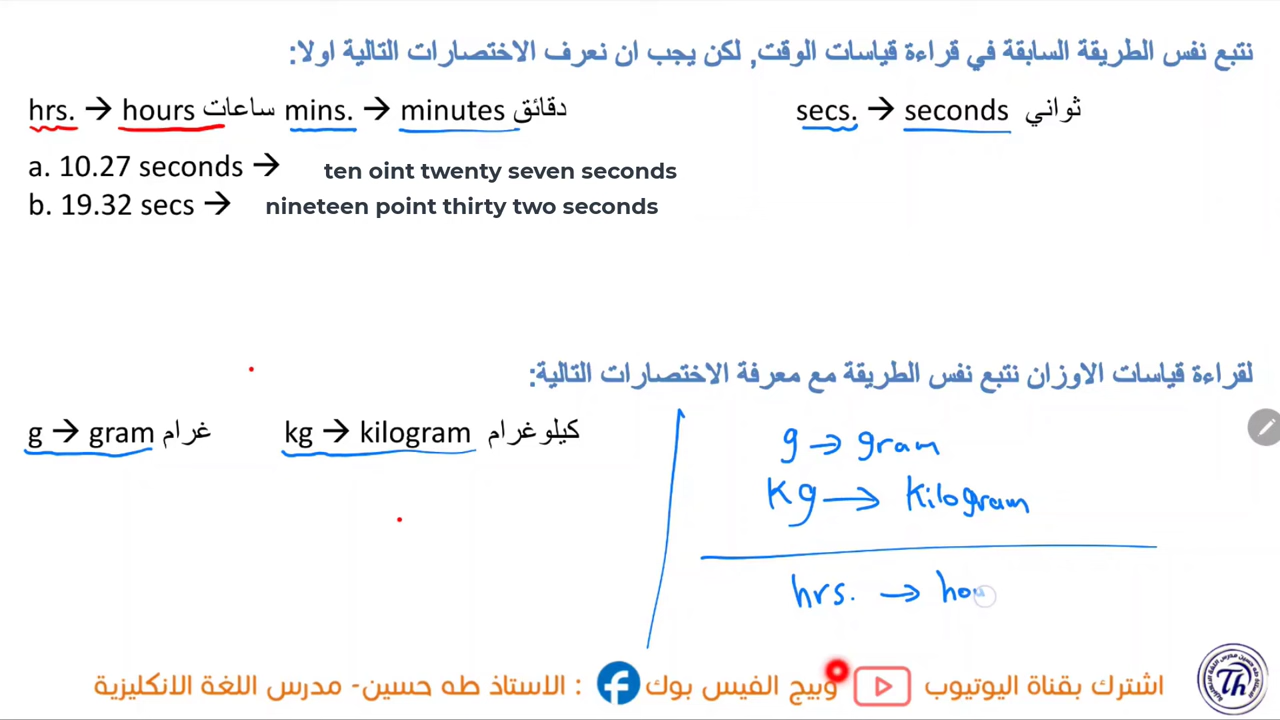 نتبع نفس الطريقة السابقة في قراءة قياسات الوقت, لكن يجب ان نعرف الاختصارات التالية اولا:
hrs. → hours ساعات mins. → minutes دقائق secs. → seconds ثواني
a. 10.27 seconds → ten oint twenty seven seconds
b. 19.32 secs → nineteen point thirty two seconds
لقراءة قياسات الاوزان نتبع نفس الطريقة مع معرفة الاختصارات التالية:
g → gram غرام kg → kilogram كيلوغرام
g → gram
kg → kilogram
hrs. → hou
اشترك بقناة اليوتيوب وبيج الفيس بوك : الاستاذ طه حسين- مدرس اللغة الانكليزية
Th